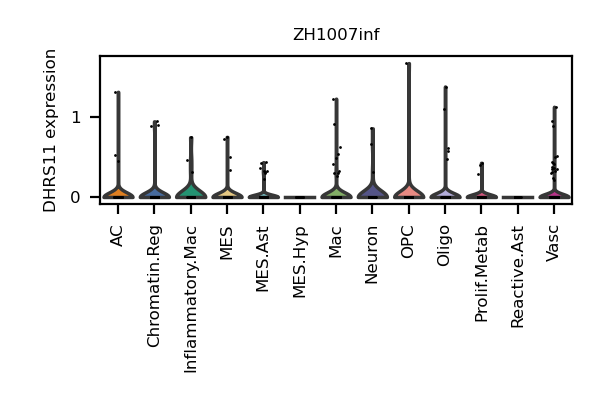 ZH1007inf
DHRS11 expression
1
0
AC
Chromatin.Reg
Inflammatory.Mac
MES
MES.Ast
MES.Hyp
Mac
Neuron
OPC
Oligo
Prolif.Metab
Reactive.Ast
Vasc